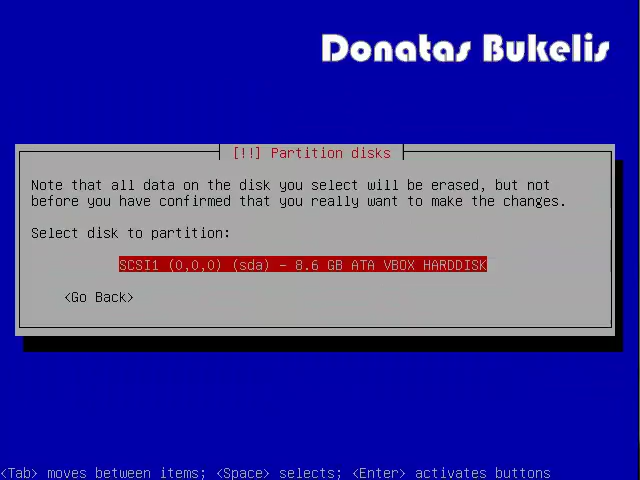 Donatas Bukelis
[!!] Partition disks
Note that all data on the disk you select will be erased, but not
before you have confirmed that you really want to make the changes.
Select disk to partition:
SCSI1 (0,0,0) (sda) - 8.6 GB ATA VBOX HARDDISK
<Go Back>
<Tab> moves between items; <Space> selects; <Enter> activates buttons